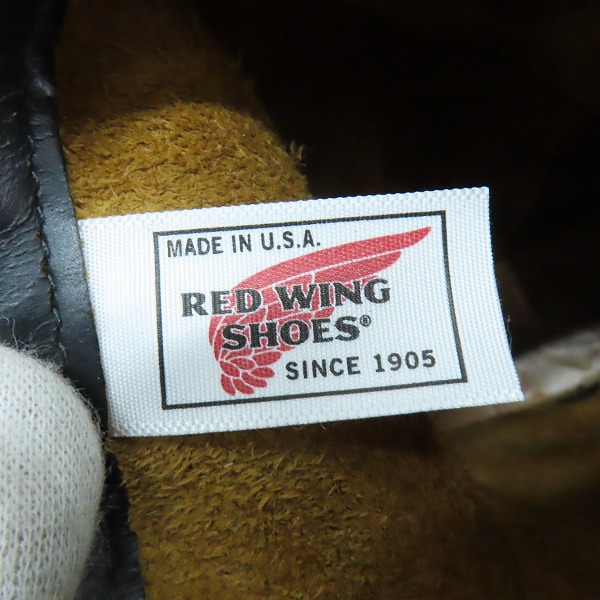 MADE IN U.S.A.
RED WING
SHOES®
SINCE 1905